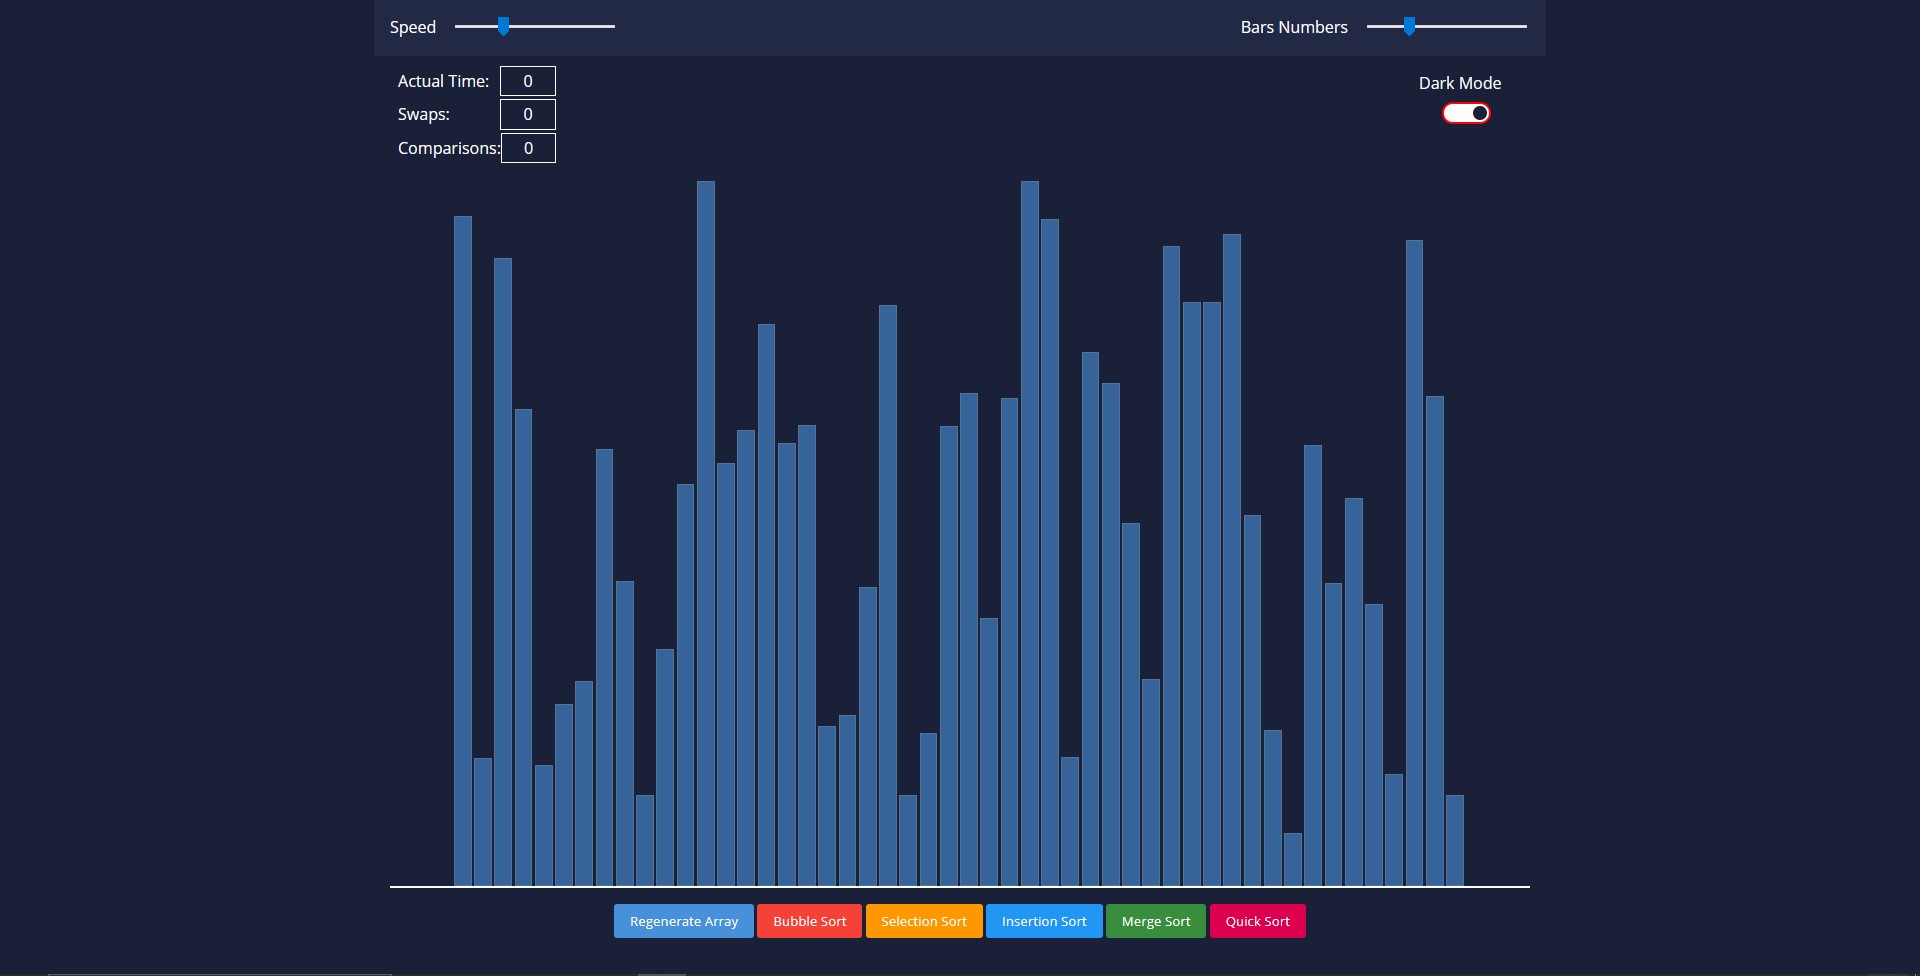 Speed
Bars Numbers
Actual Time: 0
Dark Mode
Swaps: 0
Comparisons: 0
Regenerate Array
Bubble Sort
Selection Sort
Insertion Sort
Merge Sort
Quick Sort